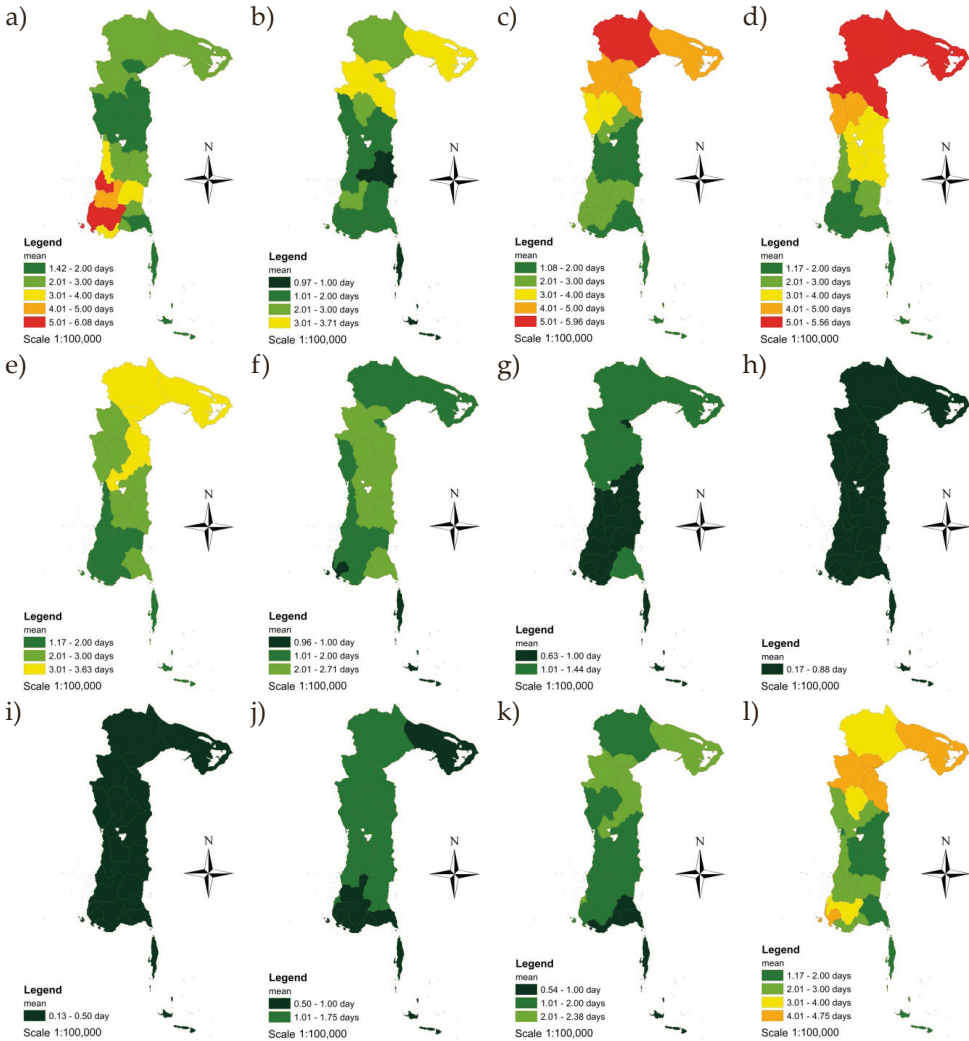 a)
N
Legend
mean
1.42 - 2.00 days
2.01 - 3.00 days
3.01 - 4.00 days
4.01 - 5.00 days
5.01 - 6.08 days
Scale 1:100,000
b)
N
Legend
mean
0.97 - 1.00 day
1.01 - 2.00 days
2.01 - 3.00 days
3.01 - 3.71 days
Scale 1:100,000
c)
N
Legend
mean
1.08 - 2.00 days
2.01 - 3.00 days
3.01 - 4.00 days
4.01 - 5.00 days
5.01 - 5.96 days
Scale 1:100,000
d)
N
Legend
mean
1.17 - 2.00 days
2.01 - 3.00 days
3.01 - 4.00 days
4.01 - 5.00 days
5.01 - 5.56 days
Scale 1:100,000
e)
N
Legend
mean
1.17 - 2.00 days
2.01 - 3.00 days
3.01 - 3.63 days
Scale 1:100,000
f)
N
Legend
mean
0.96 - 1.00 day
1.01 - 2.00 days
2.01 - 2.71 days
Scale 1:100,000
g)
N
Legend
mean
0.63 - 1.00 day
1.01 - 1.44 day
Scale 1:100,000
h)
N
Legend
mean
0.17 - 0.88 day
Scale 1:100,000
i)
N
Legend
mean
0.13 - 0.50 day
Scale 1:100,000
j)
N
Legend
mean
0.50 - 1.00 day
1.01 - 1.75 days
Scale 1:100,000
k)
N
Legend
mean
0.54 - 1.00 day
1.01 - 2.00 days
2.01 - 2.38 days
Scale 1:100,000
l)
N
Legend
mean
1.17 - 2.00 days
2.01 - 3.00 days
3.01 - 4.00 days
4.01 - 4.75 days
Scale 1:100,000